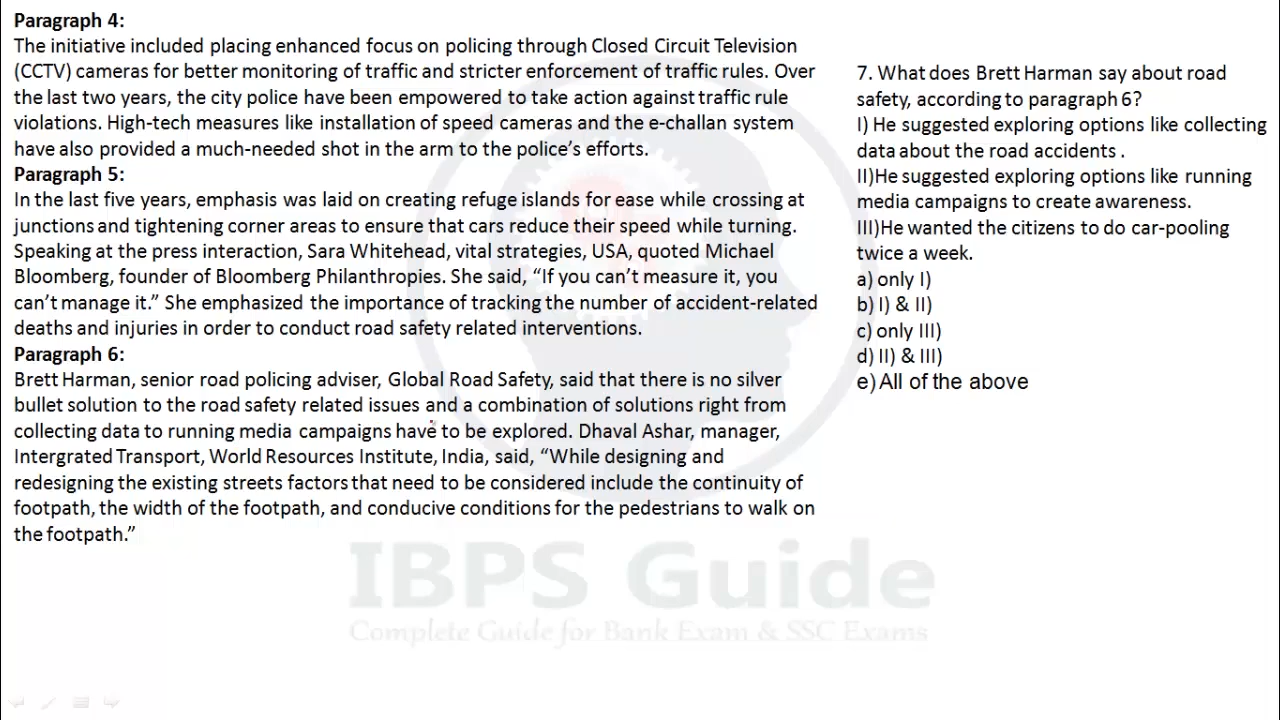 Paragraph 4:
The initiative included placing enhanced focus on policing through Closed Circuit Television
(CCTV) cameras for better monitoring of traffic and stricter enforcement of traffic rules. Over
the last two years, the city police have been empowered to take action against traffic rule
violations. High-tech measures like installation of speed cameras and the e-challan system
have also provided a much-needed shot in the arm to the police’s efforts.
Paragraph 5:
In the last five years, emphasis was laid on creating refuge islands for ease while crossing at
junctions and tightening corner areas to ensure that cars reduce their speed while turning.
Speaking at the press interaction, Sara Whitehead, vital strategies, USA, quoted Michael
Bloomberg, founder of Bloomberg Philanthropies. She said, “If you can’t measure it, you
can’t manage it.” She emphasized the importance of tracking the number of accident-related
deaths and injuries in order to conduct road safety related interventions.
Paragraph 6:
Brett Harman, senior road policing adviser, Global Road Safety, said that there is no silver
bullet solution to the road safety related issues and a combination of solutions right from
collecting data to running media campaigns have to be explored. Dhaval Ashar, manager,
Intergrated Transport, World Resources Institute, India, said, “While designing and
redesigning the existing streets factors that need to be considered include the continuity of
footpath, the width of the footpath, and conducive conditions for the pedestrians to walk on
the footpath.”
7. What does Brett Harman say about road
safety, according to paragraph 6?
I) He suggested exploring options like collecting
data about the road accidents .
II)He suggested exploring options like running
media campaigns to create awareness.
III)He wanted the citizens to do car-pooling
twice a week.
a) only I)
b) I) & II)
c) only III)
d) II) & III)
e) All of the above
IBPS Guide
Complete Guide for Bank Exam & SSC Exams